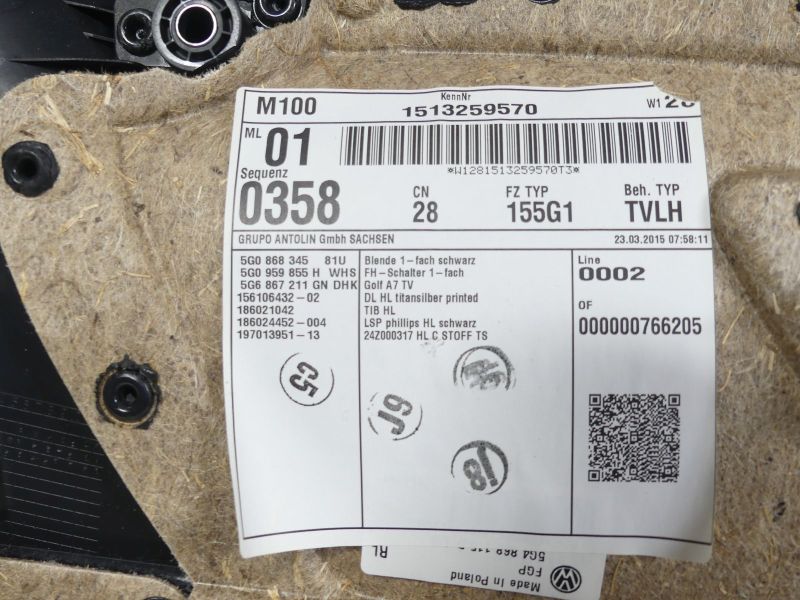 KennNr
M100 1513259570 W1 28
ML 01
*W1281513259570T3*
Sequenz CN FZ TYP Beh. TYP
0358 28 155G1 TVLH
GRUPO ANTOLIN GmbH SACHSEN 23.03.2015 07:58:11
5G0 868 345 81U Blende 1-fach schwarz
5G0 959 855 H WHS FH-Schalter 1-fach
5G6 867 211 GN DHK Golf A7 TV
156106432-02 DL HL titansilber printed
186021042 TIB HL
186024452-004 LSP phillips HL schwarz
197013951-13 24Z000317 HL C STOFF TS
Line
0002
OF
000000766205
c5
j8
Made in Poland
FGP
5G4 868
RL